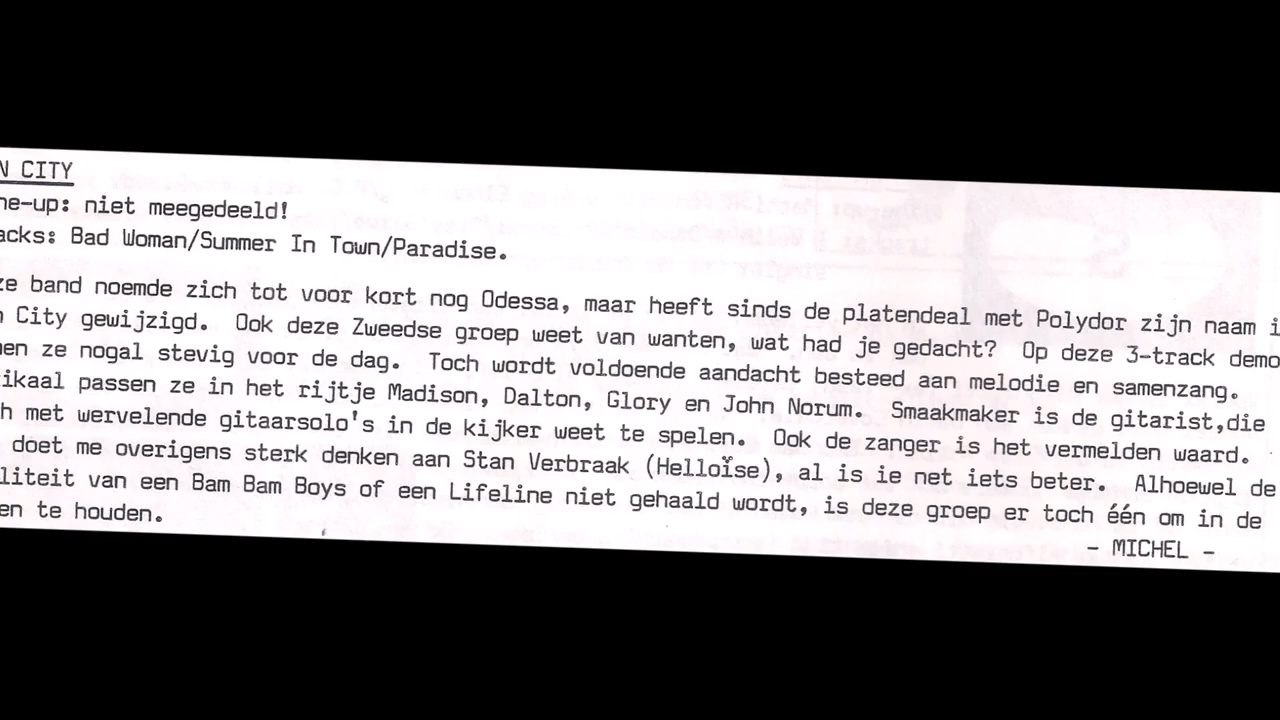 N CITY
ne-up: niet meegedeeld!
acks: Bad Woman/Summer In Town/Paradise.
ze band noemde zich tot voor kort nog Odessa, maar heeft sinds de platendeal met Polydor zijn naam i
n City gewijzigd. Ook deze Zweedse groep weet van wanten, wat had je gedacht? Op deze 3-track demo
men ze nogal stevig voor de dag. Toch wordt voldoende aandacht besteed aan melodie en samenzang.
ikaal passen ze in het rijtje Madison, Dalton, Glory en John Norum. Smaakmaker is de gitarist,die
h met wervelende gitaarsolo's in de kijker weet te spelen. Ook de zanger is het vermelden waard.
doet me overigens sterk denken aan Stan Verbraak (Helloïse), al is ie net iets beter. Alhoewel de
liteit van een Bam Bam Boys of een Lifeline niet gehaald wordt, is deze groep er toch één om in de
en te houden.
- MICHEL -